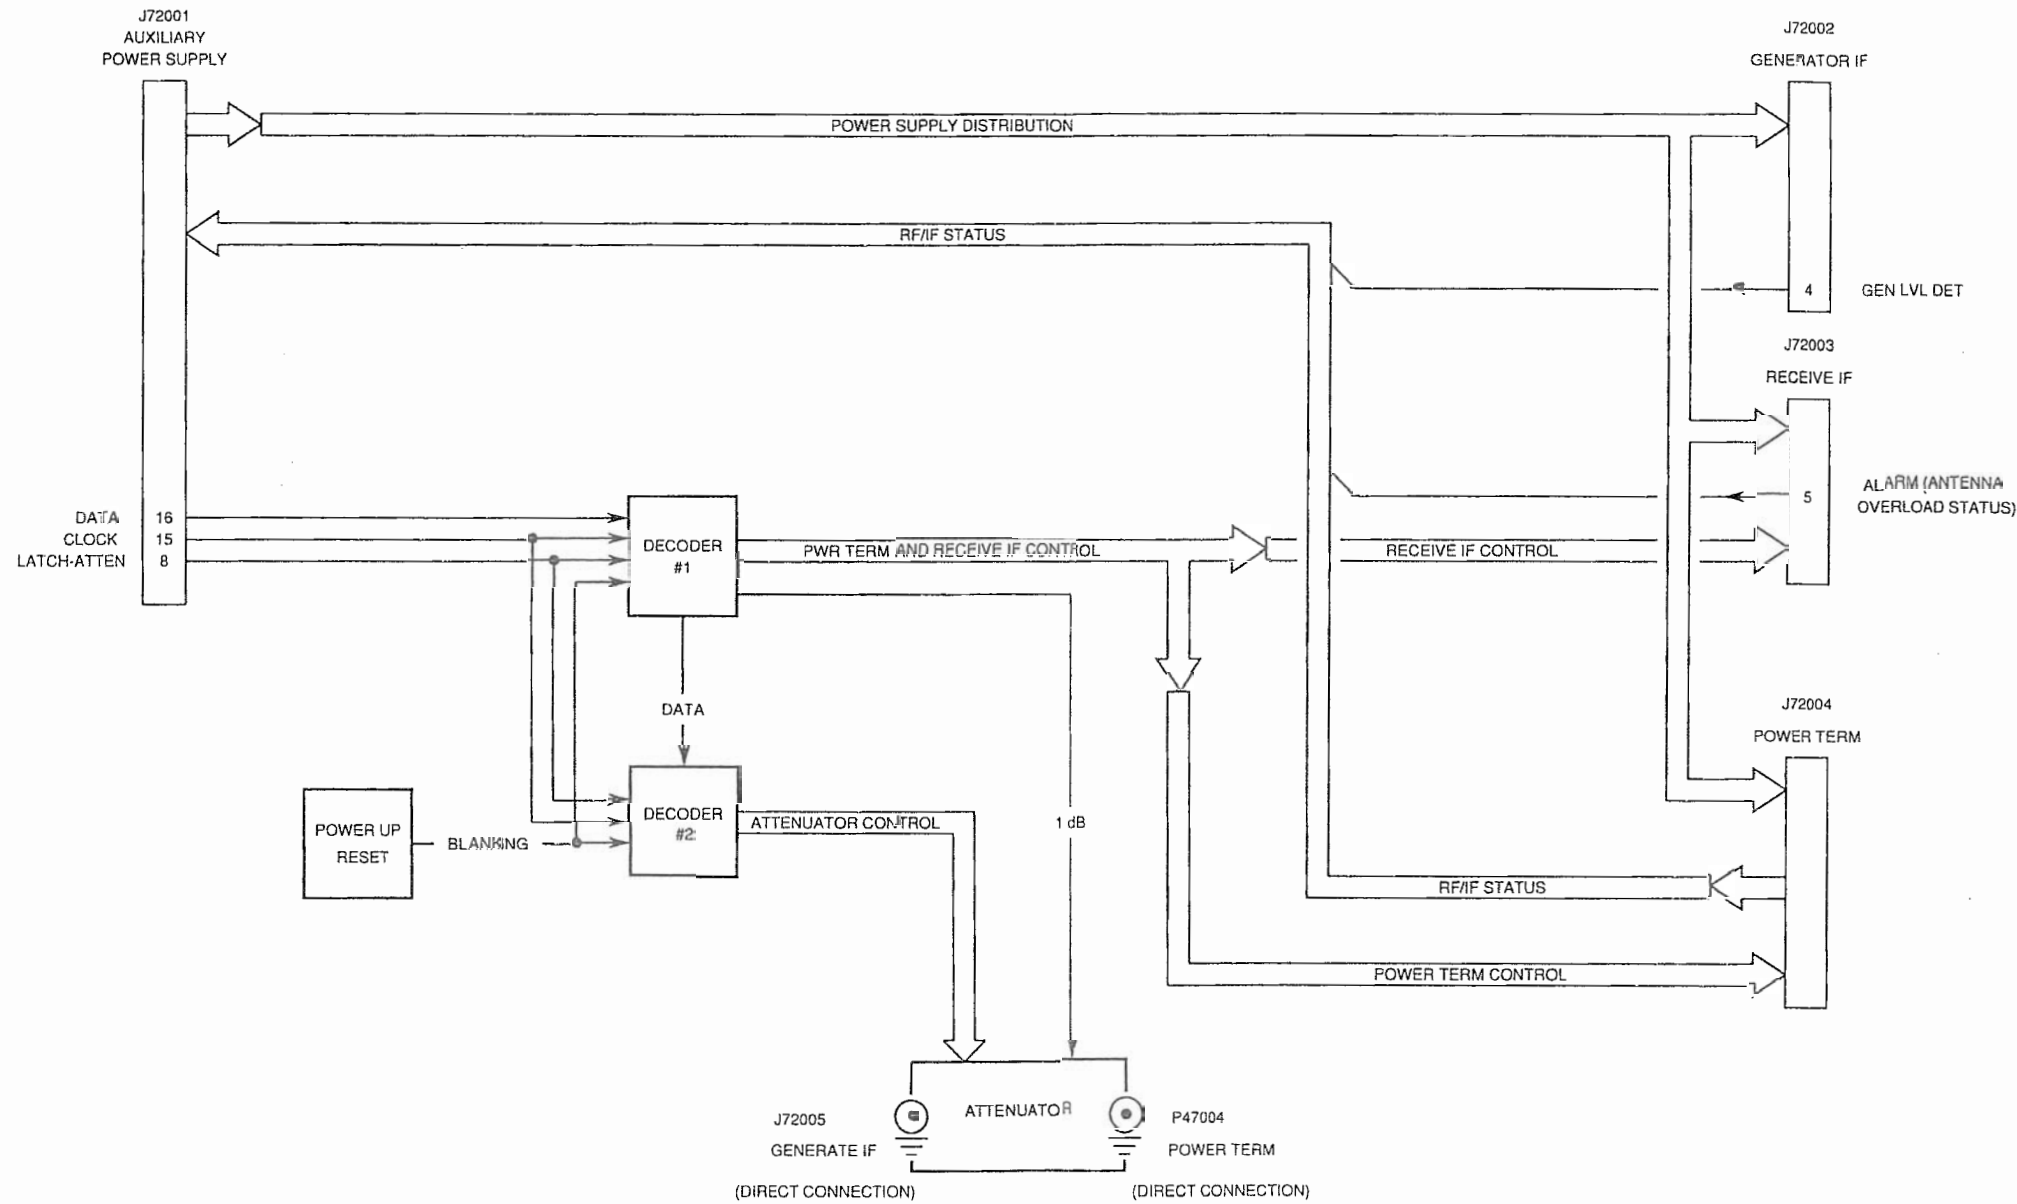 J72001
AUXILIARY
POWER SUPPLY
J72002
GENERATOR IF
POWER SUPPLY DISTRIBUTION
RF/IF STATUS
4
GEN LVL DET
J72003
RECEIVE IF
5
ALARM (ANTENNA
OVERLOAD STATUS)
DATA
16
CLOCK
15
LATCH-ATTEN
8
DECODER
#1
PWR TERM AND RECEIVE IF CONTROL
RECEIVE IF CONTROL
DATA
J72004
POWER TERM
POWER UP
RESET
BLANKING
DECODER
#2
ATTENUATOR CONTROL
1 dB
RF/IF STATUS
POWER TERM CONTROL
J72005
GENERATE IF
(DIRECT CONNECTION)
ATTENUATOR
P47004
POWER TERM
(DIRECT CONNECTION)